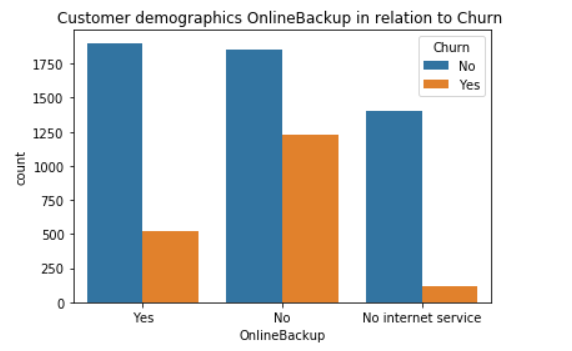 Customer demographics OnlineBackup in relation to Churn
Churn
No
Yes
1750
1500
1250
1000
750
500
250
0
count
Yes No No internet service
OnlineBackup